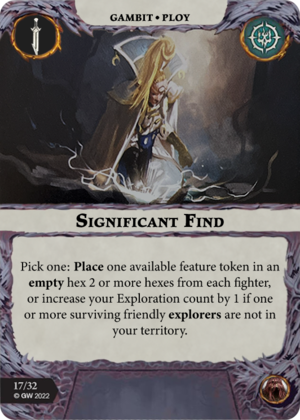 GAMBIT • PLOY
SIGNIFICANT FIND
Pick one: Place one available feature token in an
empty hex 2 or more hexes from each fighter,
or increase your Exploration count by 1 if one
or more surviving friendly explorers are not in
your territory.
17/32
© GW 2022